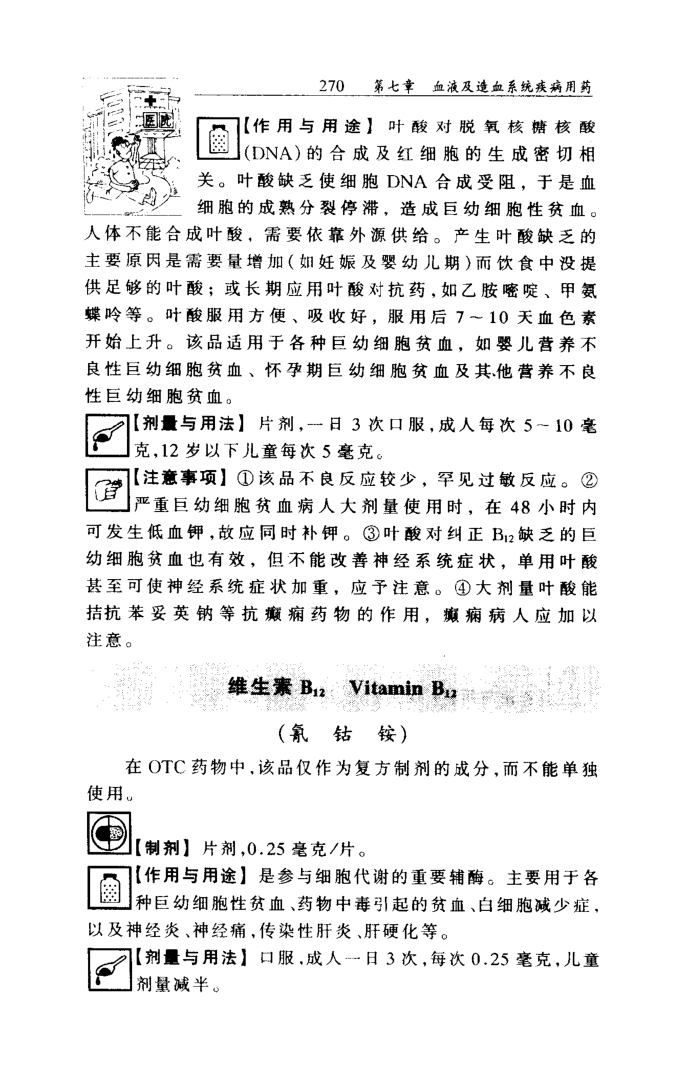 270 第七章 血液及造血系统疾病用药
医院
【作用与用途】叶酸对脱氧核糖核酸
(DNA)的合成及红细胞的生成密切相
关。叶酸缺乏使细胞 DNA 合成受阻，于是血
细胞的成熟分裂停滞，造成巨幼细胞性贫血。
人体不能合成叶酸，需要依靠外源供给。产生叶酸缺乏的
主要原因是需要量增加(如妊娠及婴幼儿期)而饮食中没提
供足够的叶酸；或长期应用叶酸对抗药，如乙胺嘧啶、甲氨
蝶呤等。叶酸服用方便、吸收好，服用后 7～10 天血色素
开始上升。该品适用于各种巨幼细胞贫血，如婴儿营养不
良性巨幼细胞贫血、怀孕期巨幼细胞贫血及其他营养不良
性巨幼细胞贫血。
【剂量与用法】片剂，一日 3 次口服，成人每次 5～10 毫
克，12 岁以下儿童每次 5 毫克。
【注意事项】①该品不良反应较少，罕见过敏反应。②
严重巨幼细胞贫血病人大剂量使用时，在 48 小时内
可发生低血钾，故应同时补钾。③叶酸对纠正 B₁₂缺乏的巨
幼细胞贫血也有效，但不能改善神经系统症状，单用叶酸
甚至可使神经系统症状加重，应予注意。④大剂量叶酸能
拮抗苯妥英钠等抗癫痫药物的作用，癫痫病人应加以
注意。
维生素 B₁₂ Vitamin B₁₂
(氰 钴 铵)
在 OTC 药物中，该品仅作为复方制剂的成分，而不能单独
使用。
【制剂】片剂，0.25 毫克/片。
【作用与用途】是参与细胞代谢的重要辅酶。主要用于各
种巨幼细胞性贫血、药物中毒引起的贫血、白细胞减少症，
以及神经炎、神经痛，传染性肝炎、肝硬化等。
【剂量与用法】口服，成人一日 3 次，每次 0.25 毫克，儿童
剂量减半。